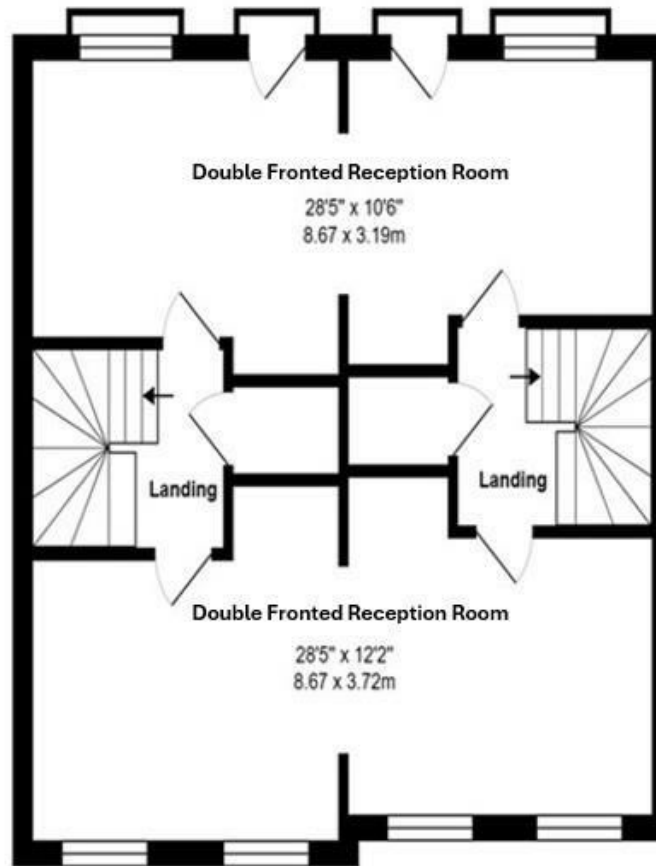 Double Fronted Reception Room
28'5" x 10'6"
8.67 x 3.19m
Landing
Landing
Double Fronted Reception Room
28'5" x 12'2"
8.67 x 3.72m